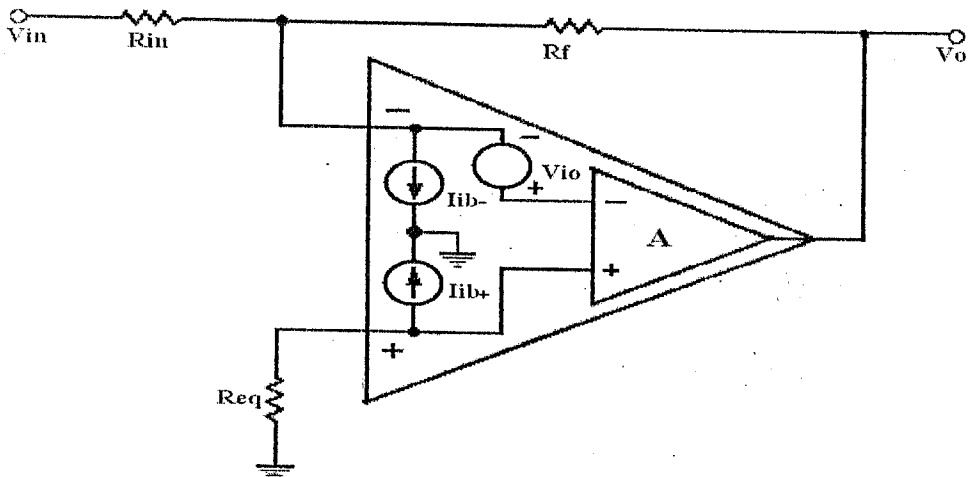 Vin
Rin
Rf
Vo
−
−
Vio
+
Iib-
−
A
+
Iib+
+
Req